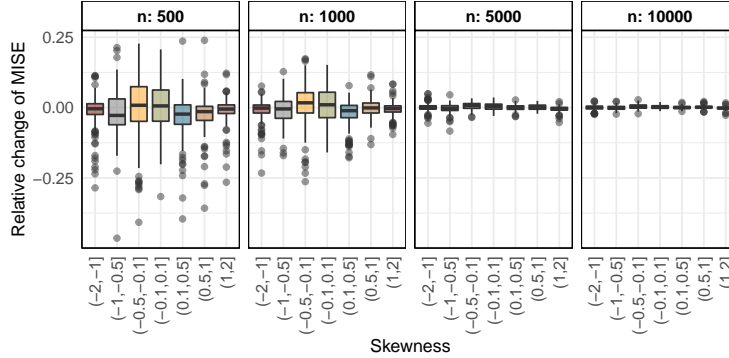 n: 500 n: 1000 n: 5000 n: 10000
Relative change of MISE
0.25
0.00
−0.25
(−2,−1] (−1,−0.5] (−0.5,−0.1] (−0.1,0.1] (0.1,0.5] (0.5,1] (1,2] (−2,−1] (−1,−0.5] (−0.5,−0.1] (−0.1,0.1] (0.1,0.5] (0.5,1] (1,2] (−2,−1] (−1,−0.5] (−0.5,−0.1] (−0.1,0.1] (0.1,0.5] (0.5,1] (1,2] (−2,−1] (−1,−0.5] (−0.5,−0.1] (−0.1,0.1] (0.1,0.5] (0.5,1] (1,2]
Skewness